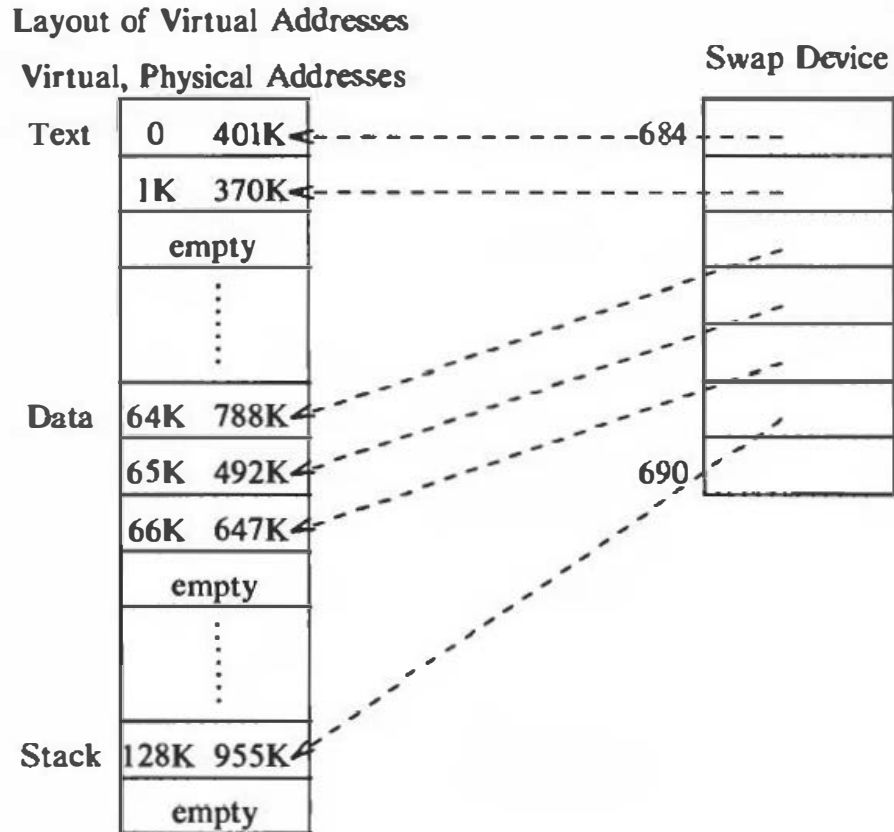 Layout of Virtual Addresses
Virtual, Physical Addresses
Swap Device
Text 0 401K 684
1K 370K
empty
Data 64K 788K
65K 492K 690
66K 647K
empty
Stack 128K 955K
empty